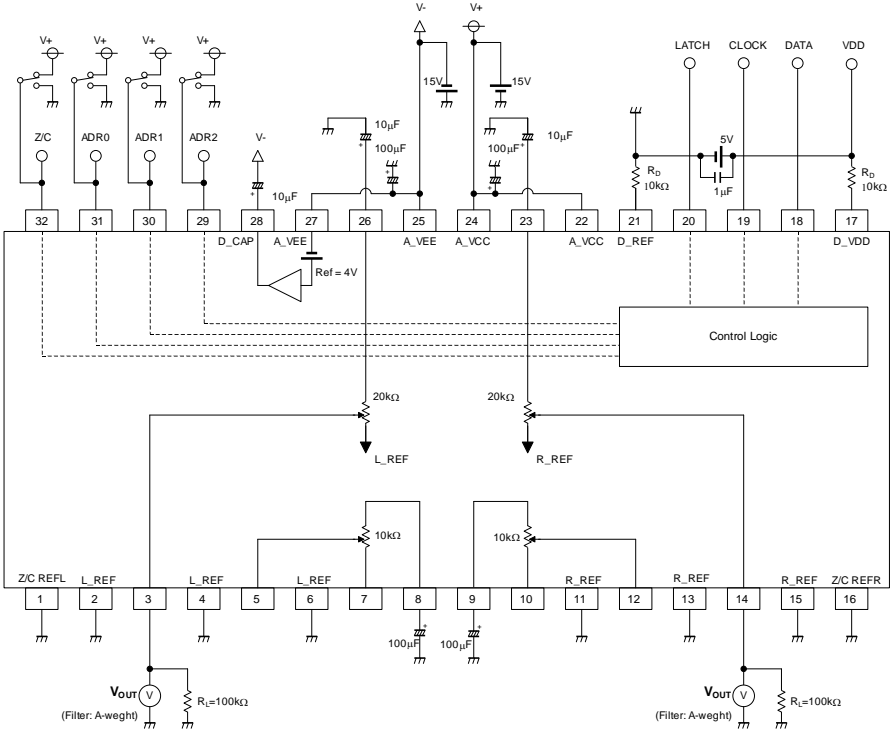 V-
V+
V+
V+
V+
V+
LATCH
CLOCK
DATA
VDD
15V
15V
Z/C
ADR0
ADR1
ADR2
V-
10µF
100µF
10µF
100µF
10µF
5V
1µF
RD
10kΩ
RD
10kΩ
32
31
30
29
28
27
26
25
24
23
22
21
20
19
18
17
D_CAP
A_VEE
A_VEE
A_VCC
A_VCC
D_REF
D_VDD
Ref = 4V
Control Logic
20kΩ
20kΩ
L_REF
R_REF
10kΩ
10kΩ
Z/C REFL
L_REF
L_REF
L_REF
R_REF
R_REF
R_REF
Z/C REFR
1
2
3
4
5
6
7
8
9
10
11
12
13
14
15
16
100µF
100µF
VOUT
V
RL=100kΩ
(Filter: A-weght)
VOUT
V
RL=100kΩ
(Filter: A-weght)